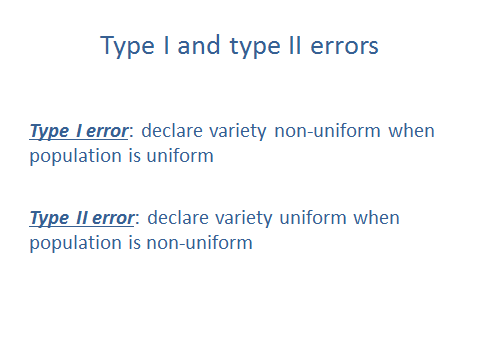 Type I and type II errors
Type I error: declare variety non-uniform when
population is uniform
Type II error: declare variety uniform when
population is non-uniform